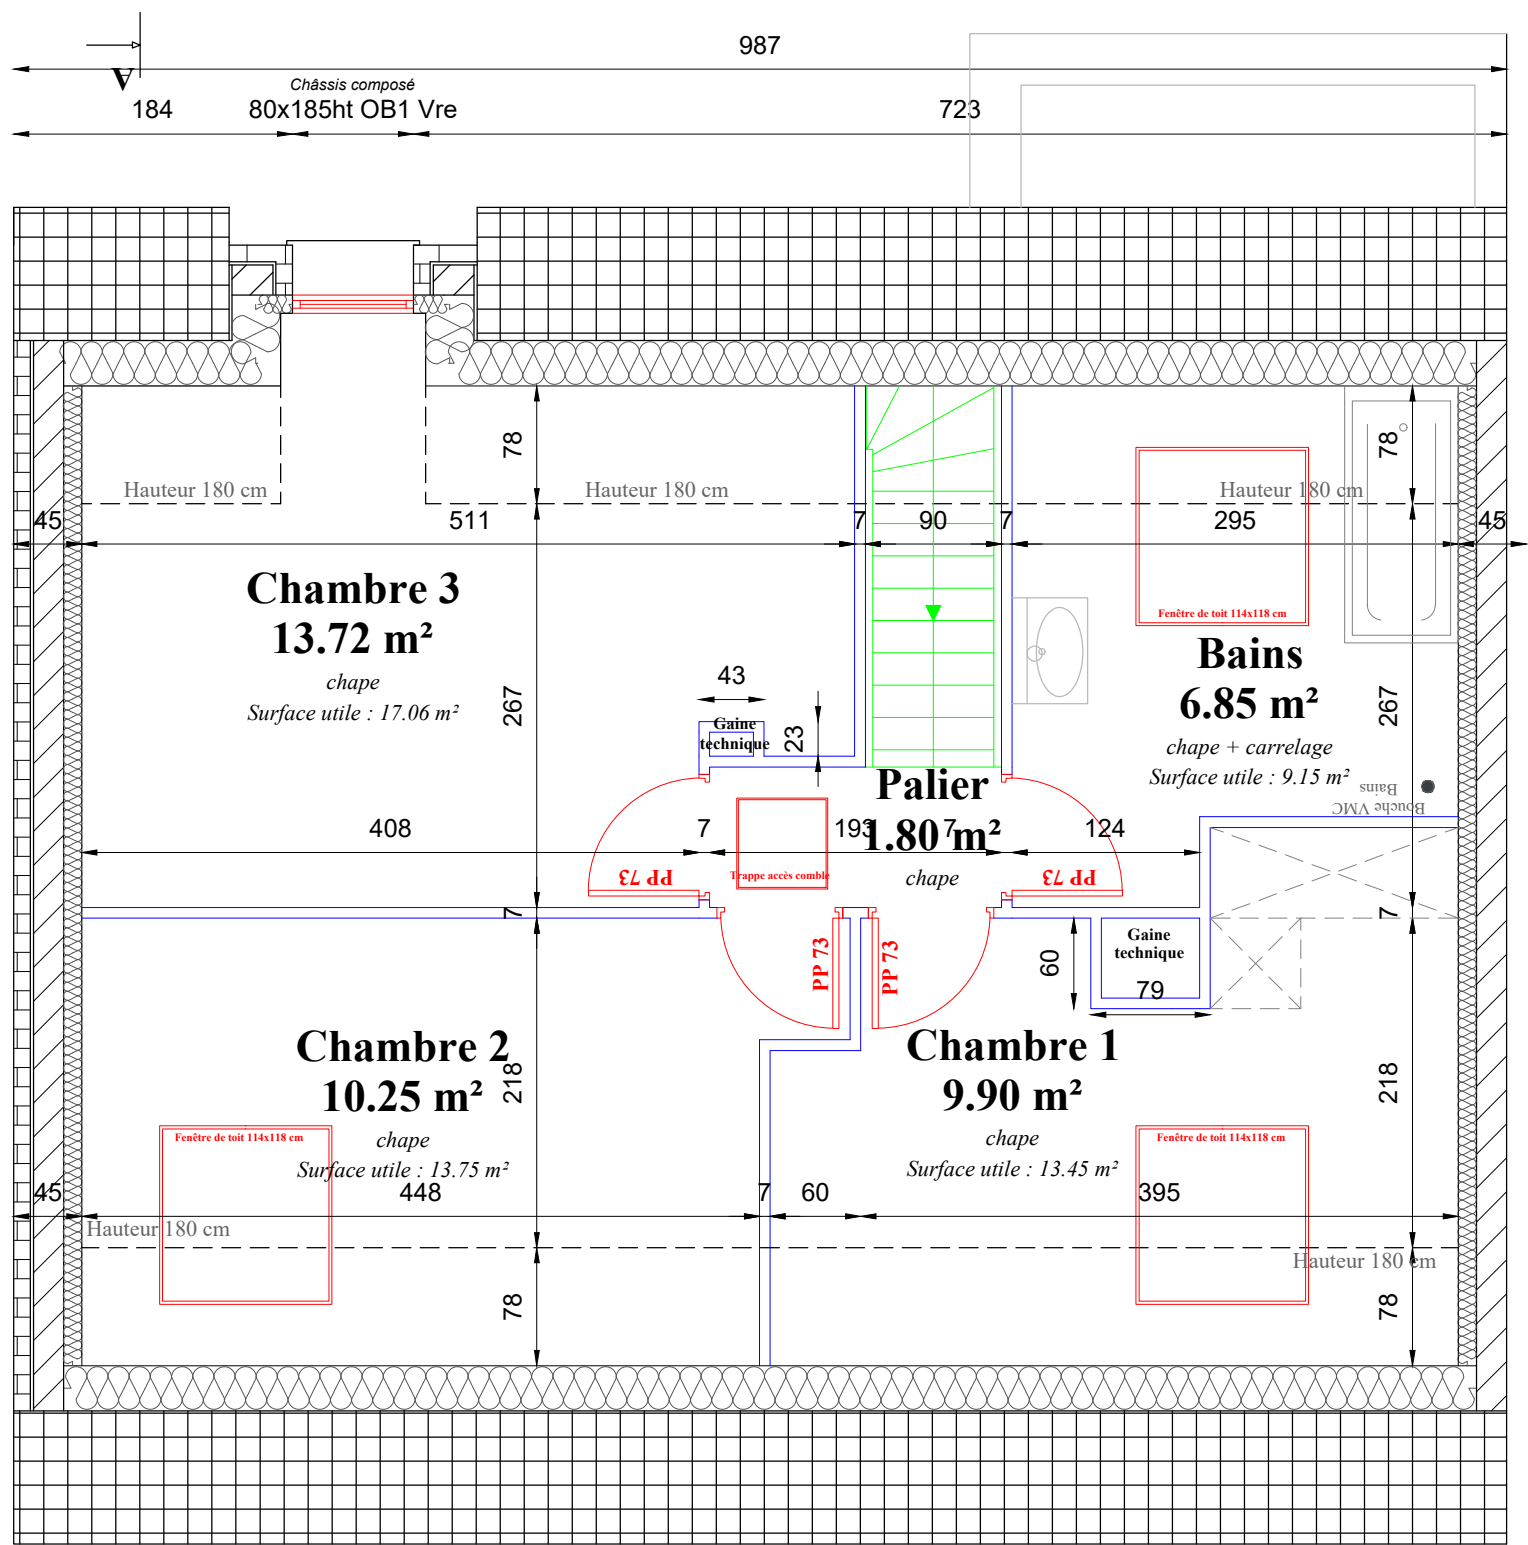 987
A
Châssis composé
184
80x185ht OB1 Vre
723
78
78
Hauteur 180 cm
Hauteur 180 cm
Hauteur 180 cm
45
511
7
90
7
295
45
Chambre 3
13.72 m²
chape
Surface utile : 17.06 m²
267
43
Gaine
technique
23
Fenêtre de toit 114x118 cm
Bains
6.85 m²
chape + carrelage
Surface utile : 9.15 m²
267
Bouche VMC
Bains
Palier
1.80 m²
chape
408
7
193
7
124
PP 73
Trappe accès comble
PP 73
7
7
PP 73
PP 73
60
Gaine
technique
79
Chambre 2
10.25 m²
chape
Surface utile : 13.75 m²
218
Chambre 1
9.90 m²
chape
Surface utile : 13.45 m²
218
Fenêtre de toit 114x118 cm
Fenêtre de toit 114x118 cm
45
448
7
60
395
Hauteur 180 cm
Hauteur 180 cm
78
78